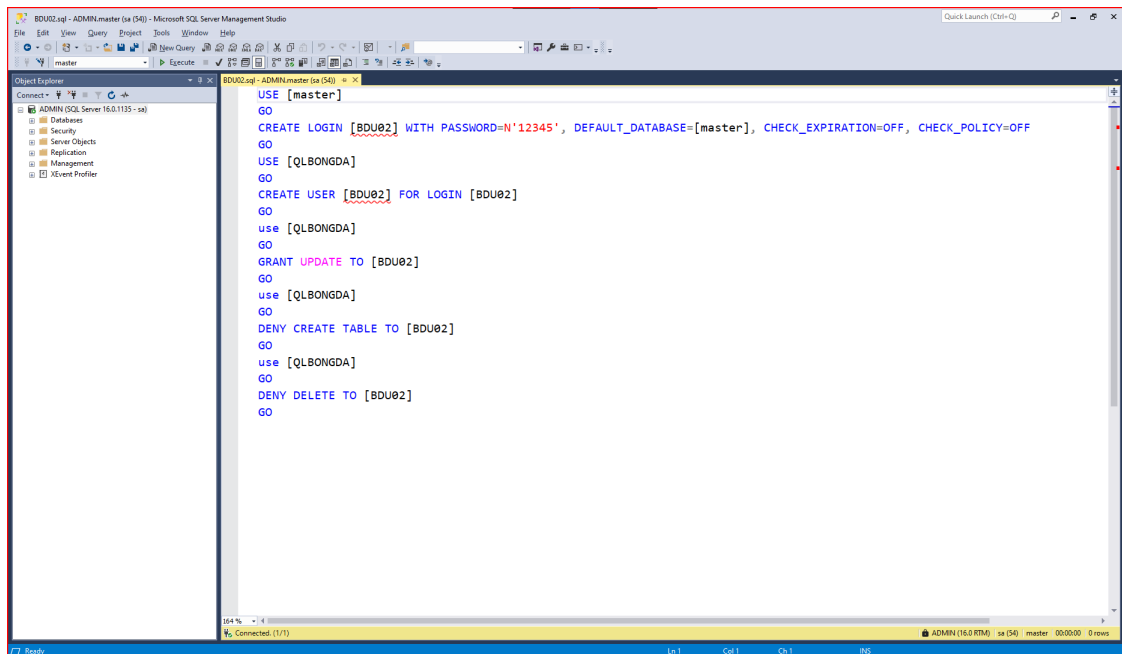 BDU02.sql - ADMIN.master (sa (54)) - Microsoft SQL Server Management Studio
Quick Launch (Ctrl+Q)
File Edit View Query Project Tools Window Help
New Query
master
Execute
Object Explorer
BDU02.sql - ADMIN.master (sa (54))
Connect
ADMIN (SQL Server 16.0.1135 - sa)
Databases
Security
Server Objects
Replication
Management
XEvent Profiler
USE [master]
GO
CREATE LOGIN [BDU02] WITH PASSWORD=N'12345', DEFAULT_DATABASE=[master], CHECK_EXPIRATION=OFF, CHECK_POLICY=OFF
GO
USE [QLBONGDA]
GO
CREATE USER [BDU02] FOR LOGIN [BDU02]
GO
use [QLBONGDA]
GO
GRANT UPDATE TO [BDU02]
GO
use [QLBONGDA]
GO
DENY CREATE TABLE TO [BDU02]
GO
use [QLBONGDA]
GO
DENY DELETE TO [BDU02]
GO
164 %
Connected. (1/1)
ADMIN (16.0 RTM) sa (54) master 00:00:00 0 rows
Ready
Ln 1 Col 1 Ch 1 INS